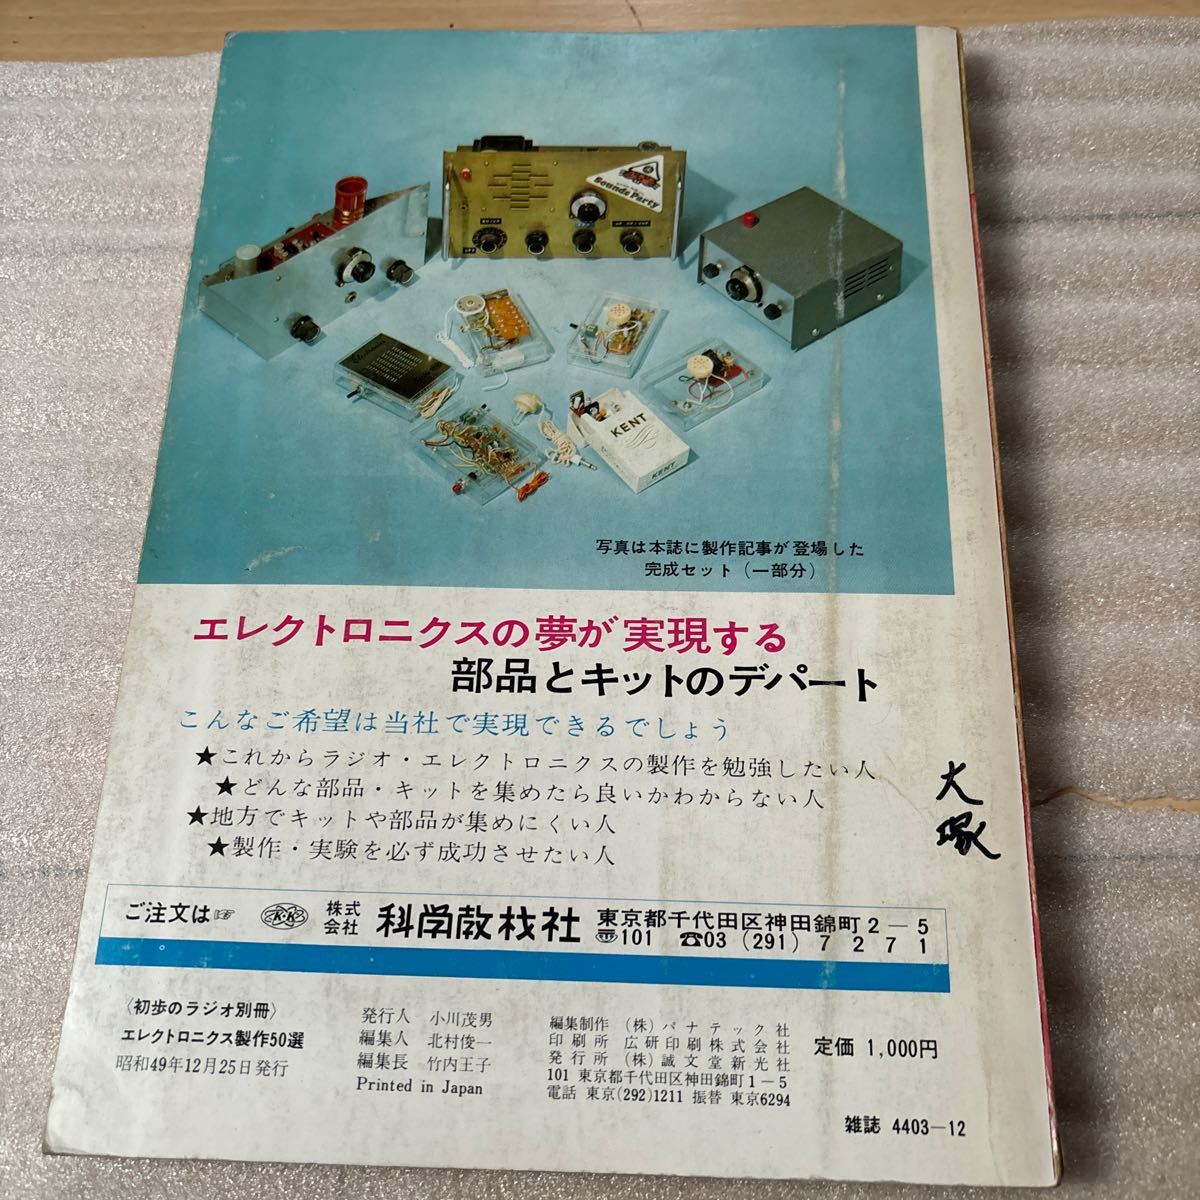 Sounds Party
KENT
KENT
写真は本誌に製作記事が登場した
完成セット(一部分)
エレクトロニクスの夢が実現する
部品とキットのデパート
こんなご希望は当社で実現できるでしょう
★これからラジオ・エレクトロニクスの製作を勉強したい人
★どんな部品・キットを集めたら良いかわからない人
★地方でキットや部品が集めにくい人
★製作・実験を必ず成功させたい人
大塚
ご注文は☞ K·K 株式会社 科学教材社 東京都千代田区神田錦町2-5
〠101 ☎03(291)7271
〈初歩のラジオ別冊〉
エレクトロニクス製作50選
昭和49年12月25日発行
発行人 小川茂男
編集人 北村俊一
編集長 竹内王子
Printed in Japan
編集制作 (株)パナテック社
印刷所 広研印刷株式会社
発行所 (株)誠文堂新光社
101 東京都千代田区神田錦町1-5
電話 東京(292)1211 振替 東京6294
定価 1,000円
雑誌 4403-12